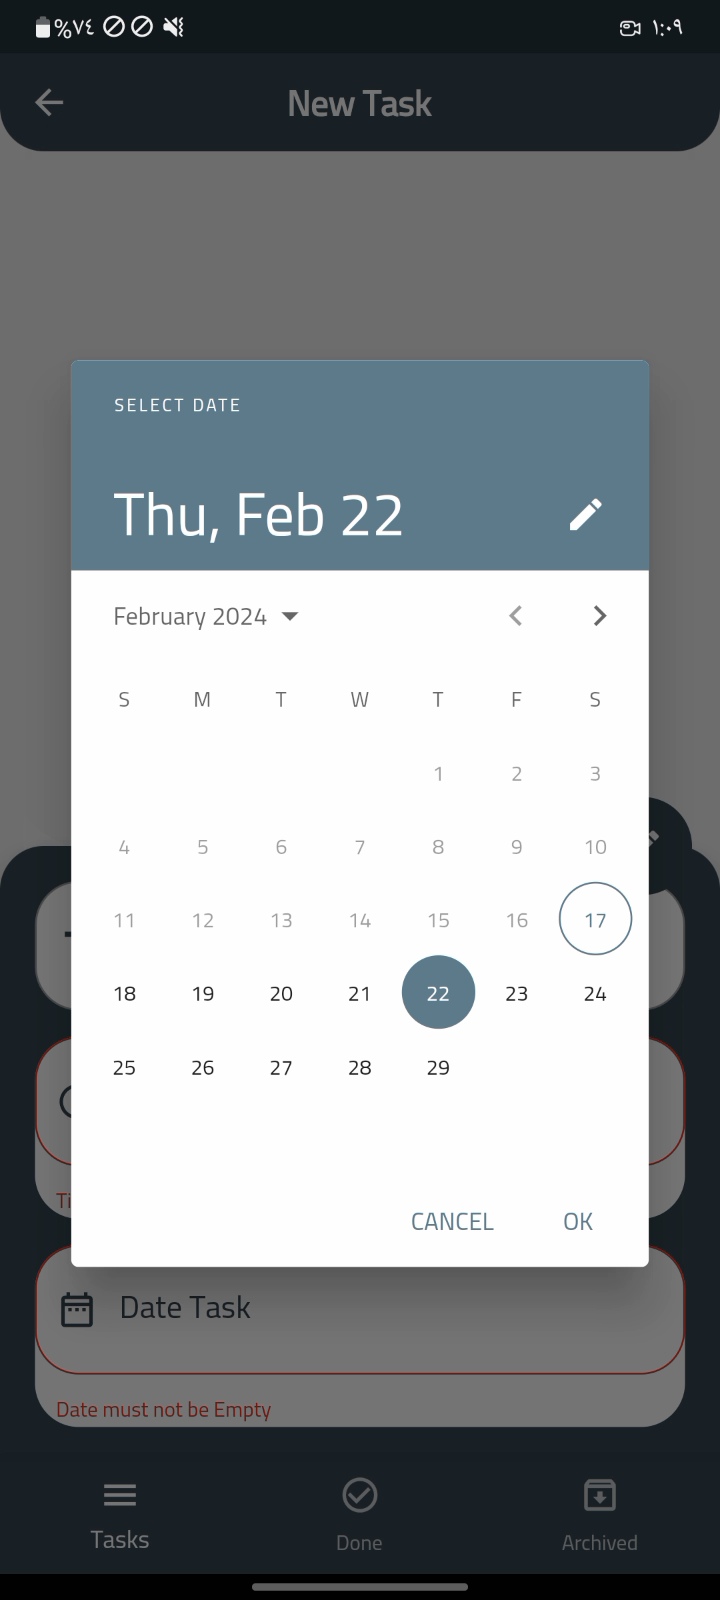 %٧٤ ١:٠٩
New Task
SELECT DATE
Thu, Feb 22
February 2024
S M T W T F S
1 2 3
4 5 6 7 8 9 10
11 12 13 14 15 16 17
18 19 20 21 22 23 24
25 26 27 28 29
CANCEL OK
Date Task
Date must not be Empty
Tasks Done Archived